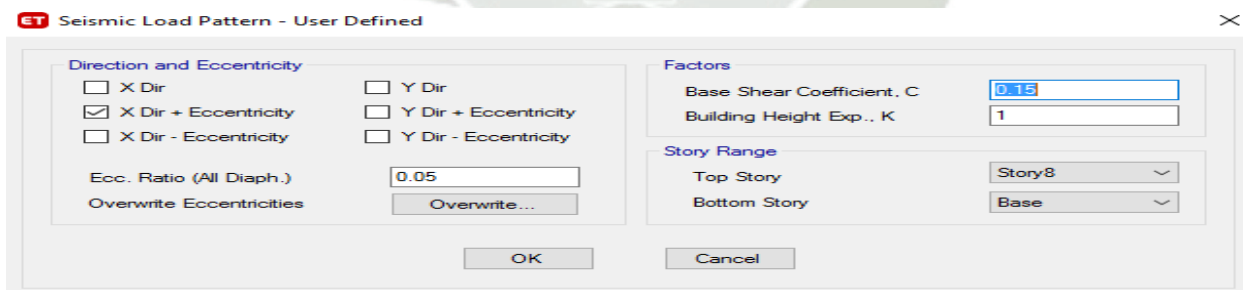 ET Seismic Load Pattern - User Defined
Direction and Eccentricity
X Dir
Y Dir
X Dir + Eccentricity
Y Dir + Eccentricity
X Dir - Eccentricity
Y Dir - Eccentricity
Ecc. Ratio (All Diaph.) 0.05
Overwrite Eccentricities Overwrite...
Factors
Base Shear Coefficient, C 0.15
Building Height Exp., K 1
Story Range
Top Story Story8
Bottom Story Base
OK
Cancel